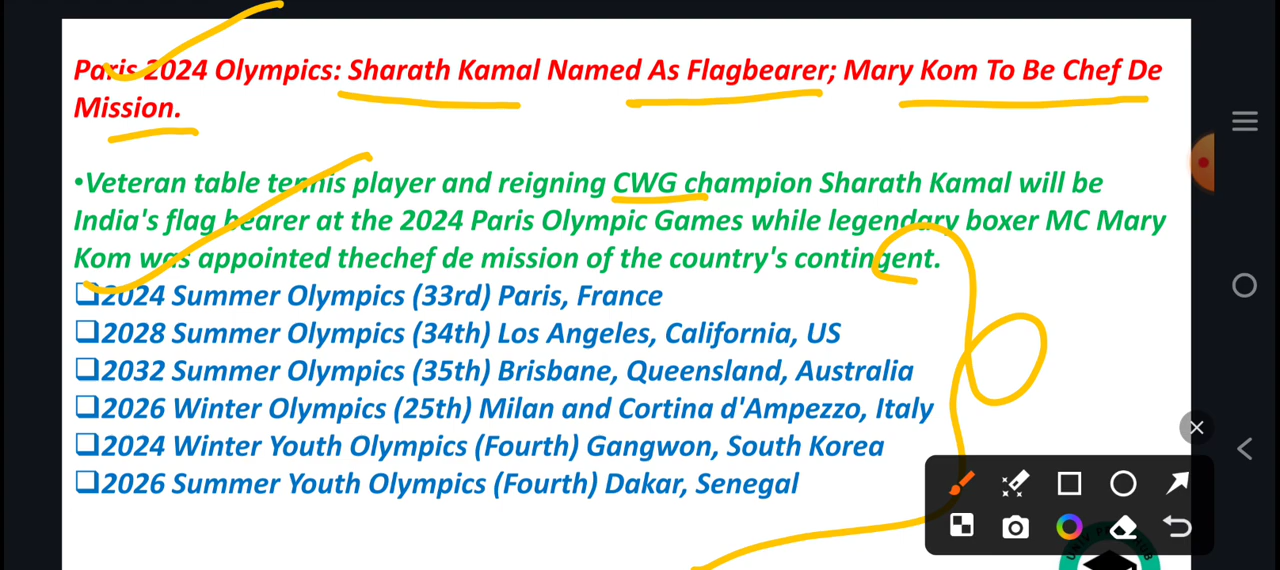 Paris 2024 Olympics: Sharath Kamal Named As Flagbearer; Mary Kom To Be Chef De
Mission.
•Veteran table tennis player and reigning CWG champion Sharath Kamal will be
India's flag bearer at the 2024 Paris Olympic Games while legendary boxer MC Mary
Kom was appointed thechef de mission of the country's contingent.
❑2024 Summer Olympics (33rd) Paris, France
❑2028 Summer Olympics (34th) Los Angeles, California, US
❑2032 Summer Olympics (35th) Brisbane, Queensland, Australia
❑2026 Winter Olympics (25th) Milan and Cortina d'Ampezzo, Italy
❑2024 Winter Youth Olympics (Fourth) Gangwon, South Korea
❑2026 Summer Youth Olympics (Fourth) Dakar, Senegal